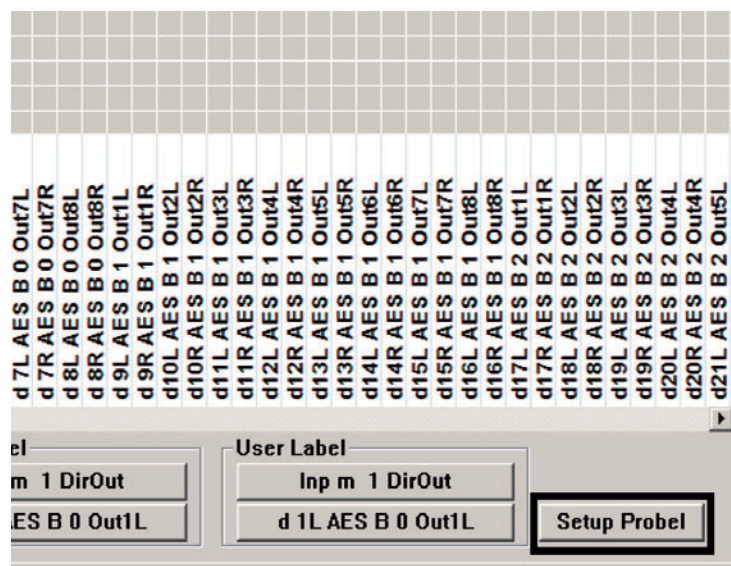 d 7L AES B 0 Out7L
d 7R AES B 0 Out7R
d 8L AES B 0 Out8L
d 8R AES B 0 Out8R
d 9L AES B 1 Out1L
d 9R AES B 1 Out1R
d10L AES B 1 Out2L
d10R AES B 1 Out2R
d11L AES B 1 Out3L
d11R AES B 1 Out3R
d12L AES B 1 Out4L
d12R AES B 1 Out4R
d13L AES B 1 Out5L
d13R AES B 1 Out5R
d14L AES B 1 Out6L
d14R AES B 1 Out6R
d15L AES B 1 Out7L
d15R AES B 1 Out7R
d16L AES B 1 Out8L
d16R AES B 1 Out8R
d17L AES B 2 Out1L
d17R AES B 2 Out1R
d18L AES B 2 Out2L
d18R AES B 2 Out2R
d19L AES B 2 Out3L
d19R AES B 2 Out3R
d20L AES B 2 Out4L
d20R AES B 2 Out4R
d21L AES B 2 Out5L
el
User Label
m 1 DirOut
Inp m 1 DirOut
AES B 0 Out1L
d 1L AES B 0 Out1L
Setup Probel